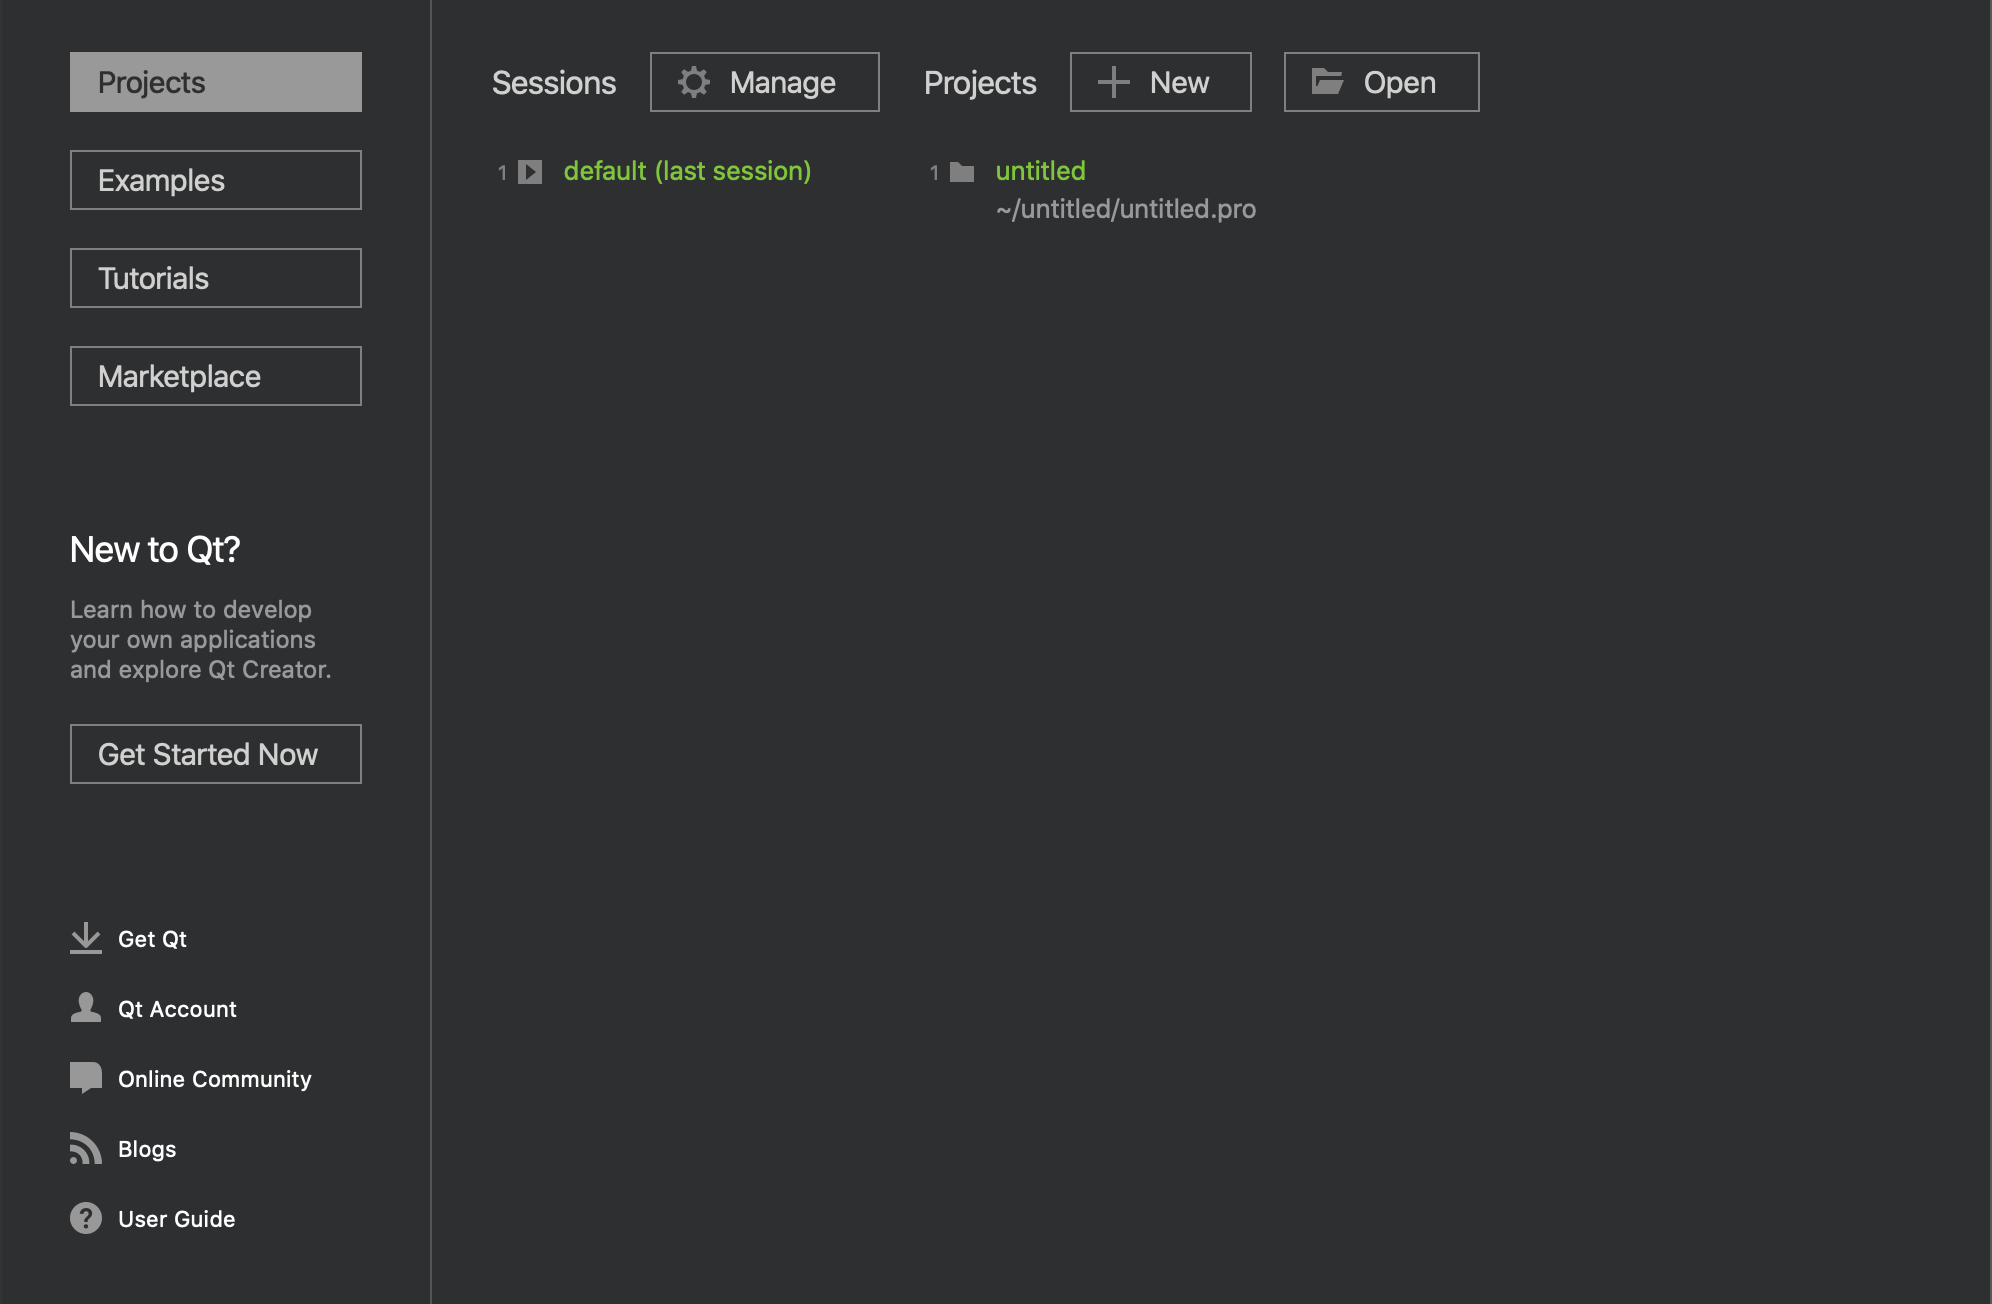 Projects
Examples
Tutorials
Marketplace
New to Qt?
Learn how to develop
your own applications
and explore Qt Creator.
Get Started Now
Get Qt
Qt Account
Online Community
Blogs
User Guide
Sessions
Manage
1 default (last session)
Projects
New
Open
1 untitled
~/untitled/untitled.pro